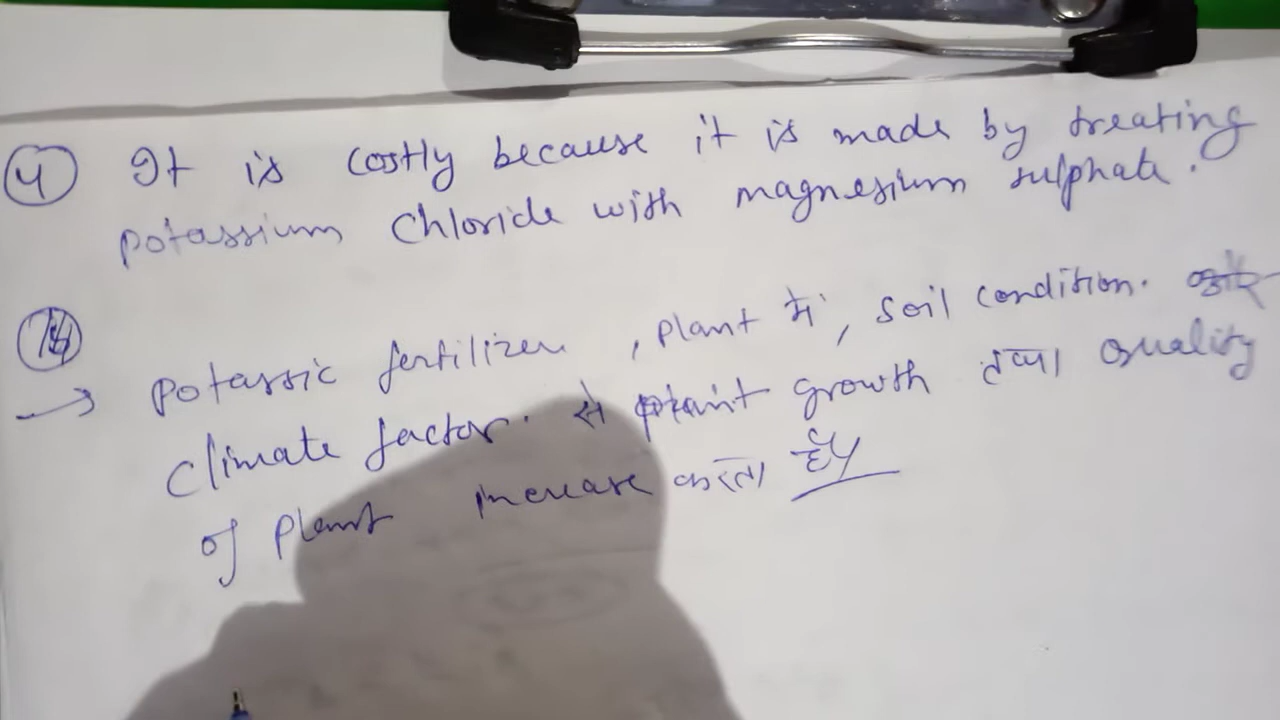 ④ It is costly because it is made by treating
potassium chloride with magnesium sulphate.
→ Potassic fertilizer , plant में , soil condition.
climate factor. से plant growth तथा quality
of plant increase करता है